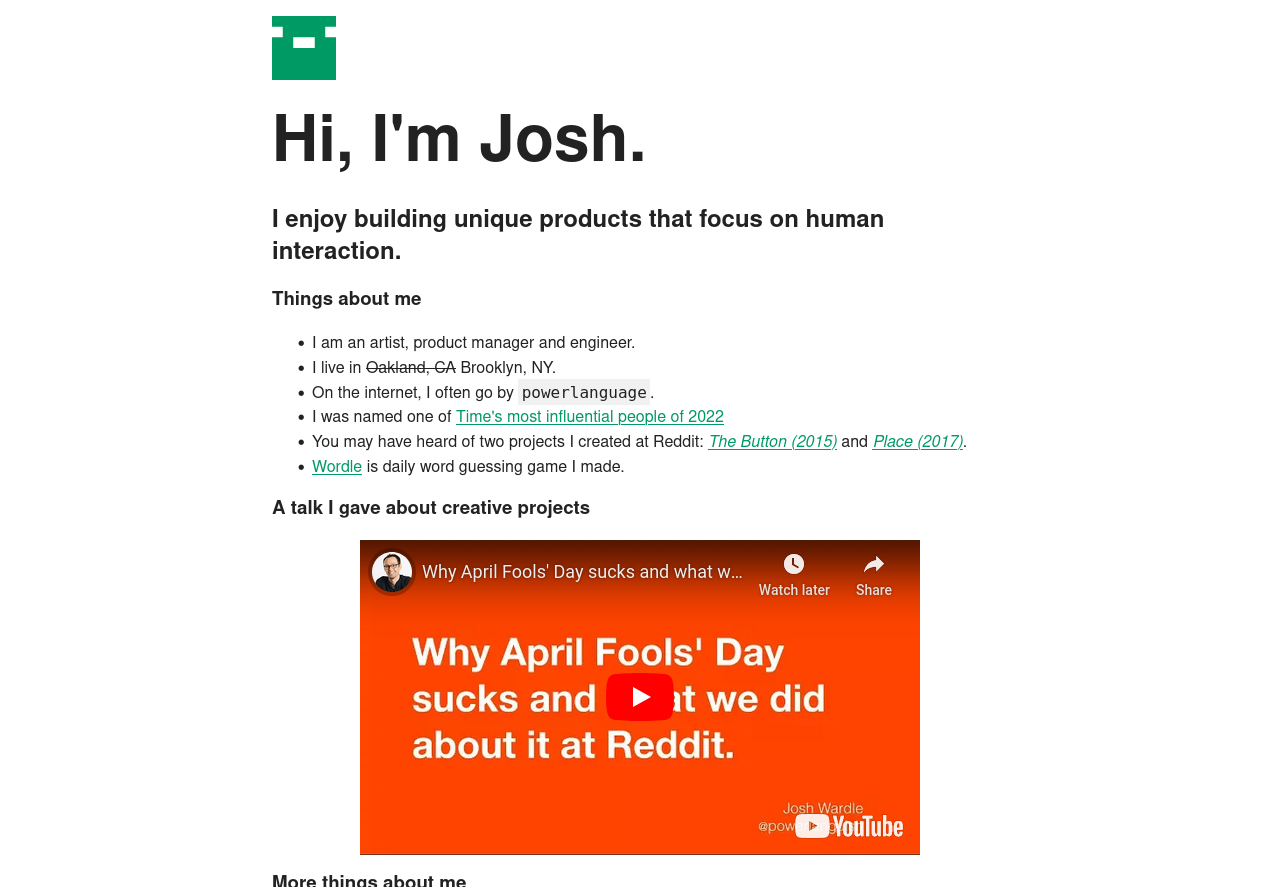 Hi, I'm Josh.
I enjoy building unique products that focus on human
interaction.
Things about me
I am an artist, product manager and engineer.
I live in Oakland, CA Brooklyn, NY.
On the internet, I often go by powerlanguage.
I was named one of Time's most influential people of 2022
You may have heard of two projects I created at Reddit: The Button (2015) and Place (2017).
Wordle is daily word guessing game I made.
A talk I gave about creative projects
Why April Fools' Day sucks and what w...
Watch later
Share
Why April Fools' Day
sucks and what we did
about it at Reddit.
Josh Wardle
YouTube
More things about me